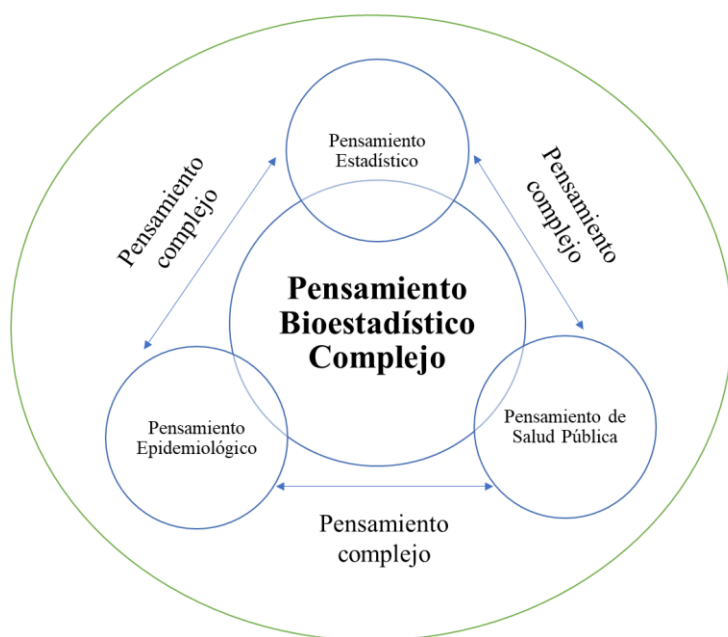 Pensamiento
Estadístico
Pensamiento
complejo
Pensamiento
complejo
Pensamiento
Bioestadístico
Complejo
Pensamiento
Epidemiológico
Pensamiento de
Salud Pública
Pensamiento
complejo